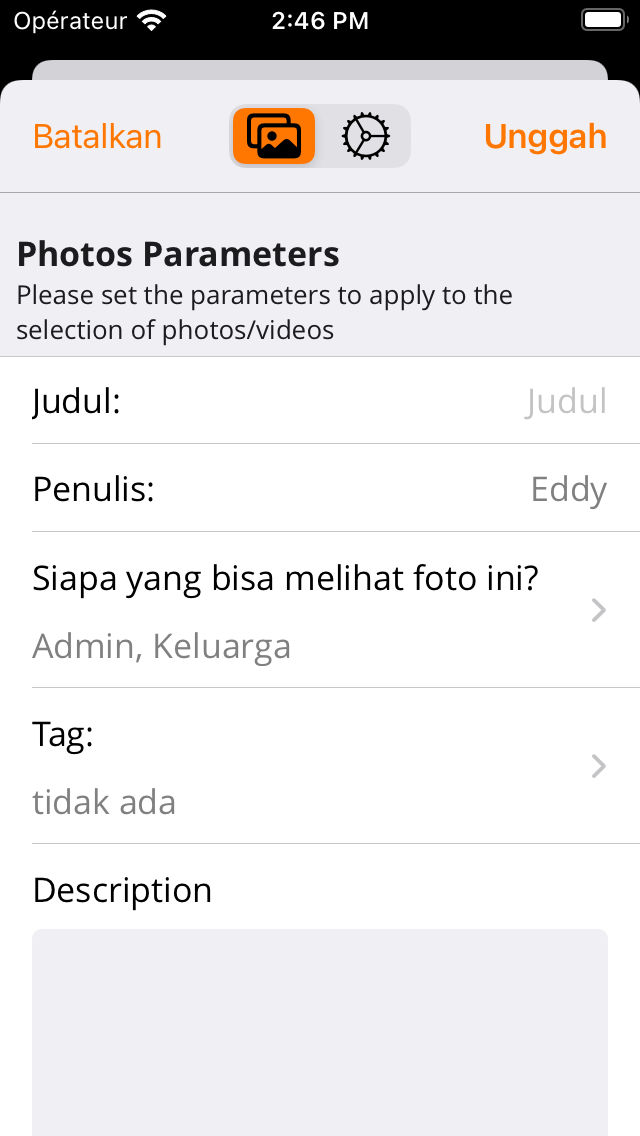 Opérateur 2:46 PM
Batalkan Unggah
Photos Parameters
Please set the parameters to apply to the
selection of photos/videos
Judul: Judul
Penulis: Eddy
Siapa yang bisa melihat foto ini?
Admin, Keluarga
Tag:
tidak ada
Description